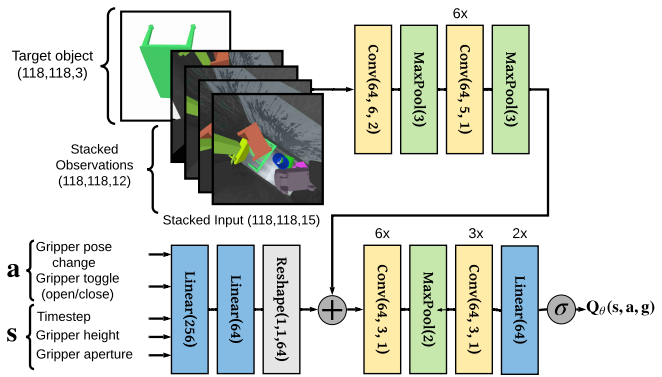 Target object
(118,118,3)
Stacked
Observations
(118,118,12)
Stacked Input (118,118,15)
6x
Conv(64, 6, 2)
MaxPool(3)
Conv(64, 5, 1)
MaxPool(3)
a
Gripper pose
change
Gripper toggle
(open/close)
s
Timestep
Gripper height
Gripper aperture
Linear(256)
Linear(64)
Reshape(1,1,64)
+
6x
3x
2x
Conv(64, 3, 1)
MaxPool(2)
Conv(64, 3, 1)
Linear(64)
σ
Qθ(s, a, g)